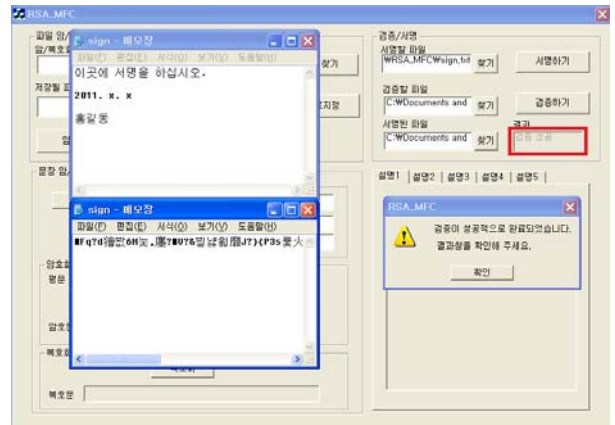 RSA_MFC
파일 암/
암/복호화
찾기
저장될 파
지정
문장 암/
평문
암호문
복호문
sign - 메모장
파일(F) 편집(E) 서식(O) 보기(V) 도움말(H)
이곳에 서명을 하십시오.
2011. x. x
홍길동
sign - 메모장
파일(F) 편집(E) 서식(O) 보기(V) 도움말(H)
검증/서명
서명할 파일
WRSA_MFC₩sign.txt
찾기
서명하기
검증할 파일
C:₩Documents and
찾기
검증하기
서명된 파일
결과
C:₩Documents and
찾기
검증 성공
설명1 설명2 설명3 설명4 설명5
RSA_MFC
검증이 성공적으로 완료되었습니다.
결과창을 확인해 주세요.
확인